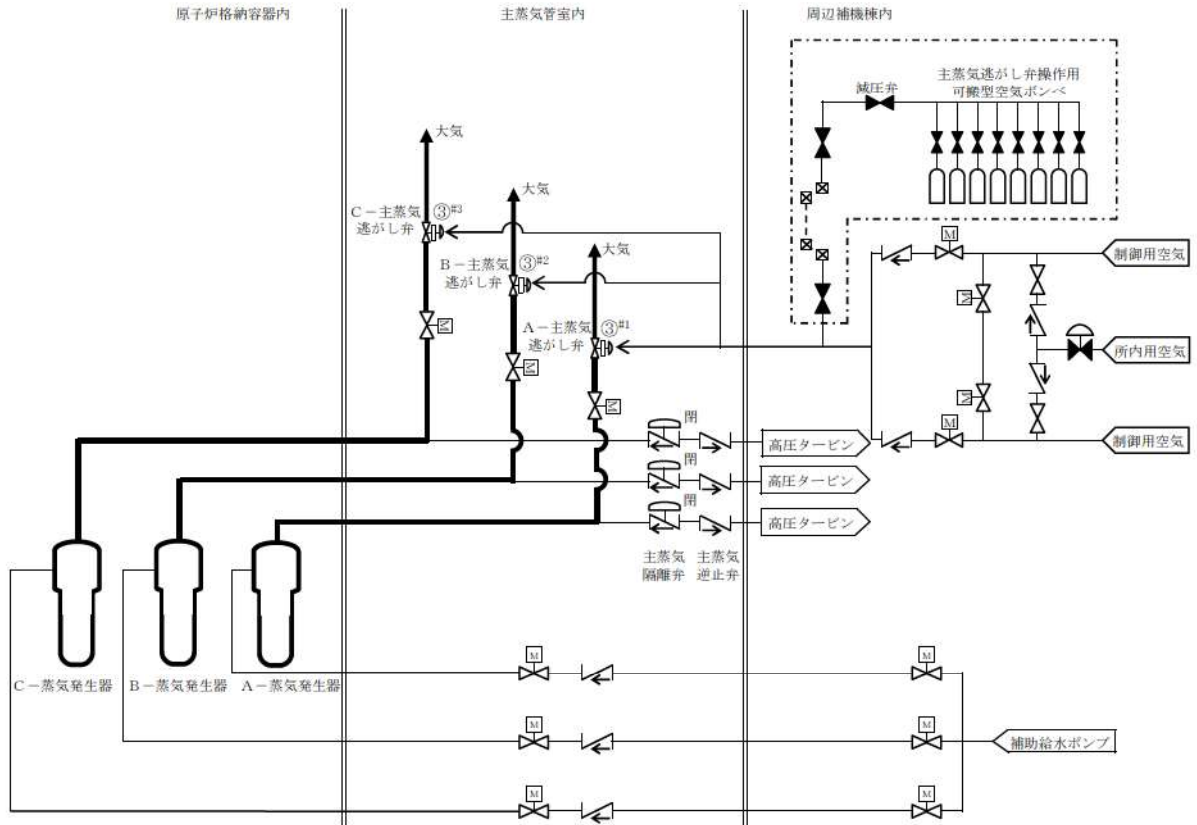 原子炉格納容器内
主蒸気管室内
周辺補機棟内
主蒸気逃がし弁操作用
可搬型空気ボンベ
減圧弁
大気
大気
大気
C－主蒸気
逃がし弁
③#3
B－主蒸気
逃がし弁
③#2
A－主蒸気
逃がし弁
③#1
M
M
M
M
M
M
M
制御用空気
所内用空気
制御用空気
閉
閉
閉
高圧タービン
高圧タービン
高圧タービン
主蒸気
隔離弁
主蒸気
逆止弁
C－蒸気発生器
B－蒸気発生器
A－蒸気発生器
M
M
M
M
M
M
補助給水ポンプ